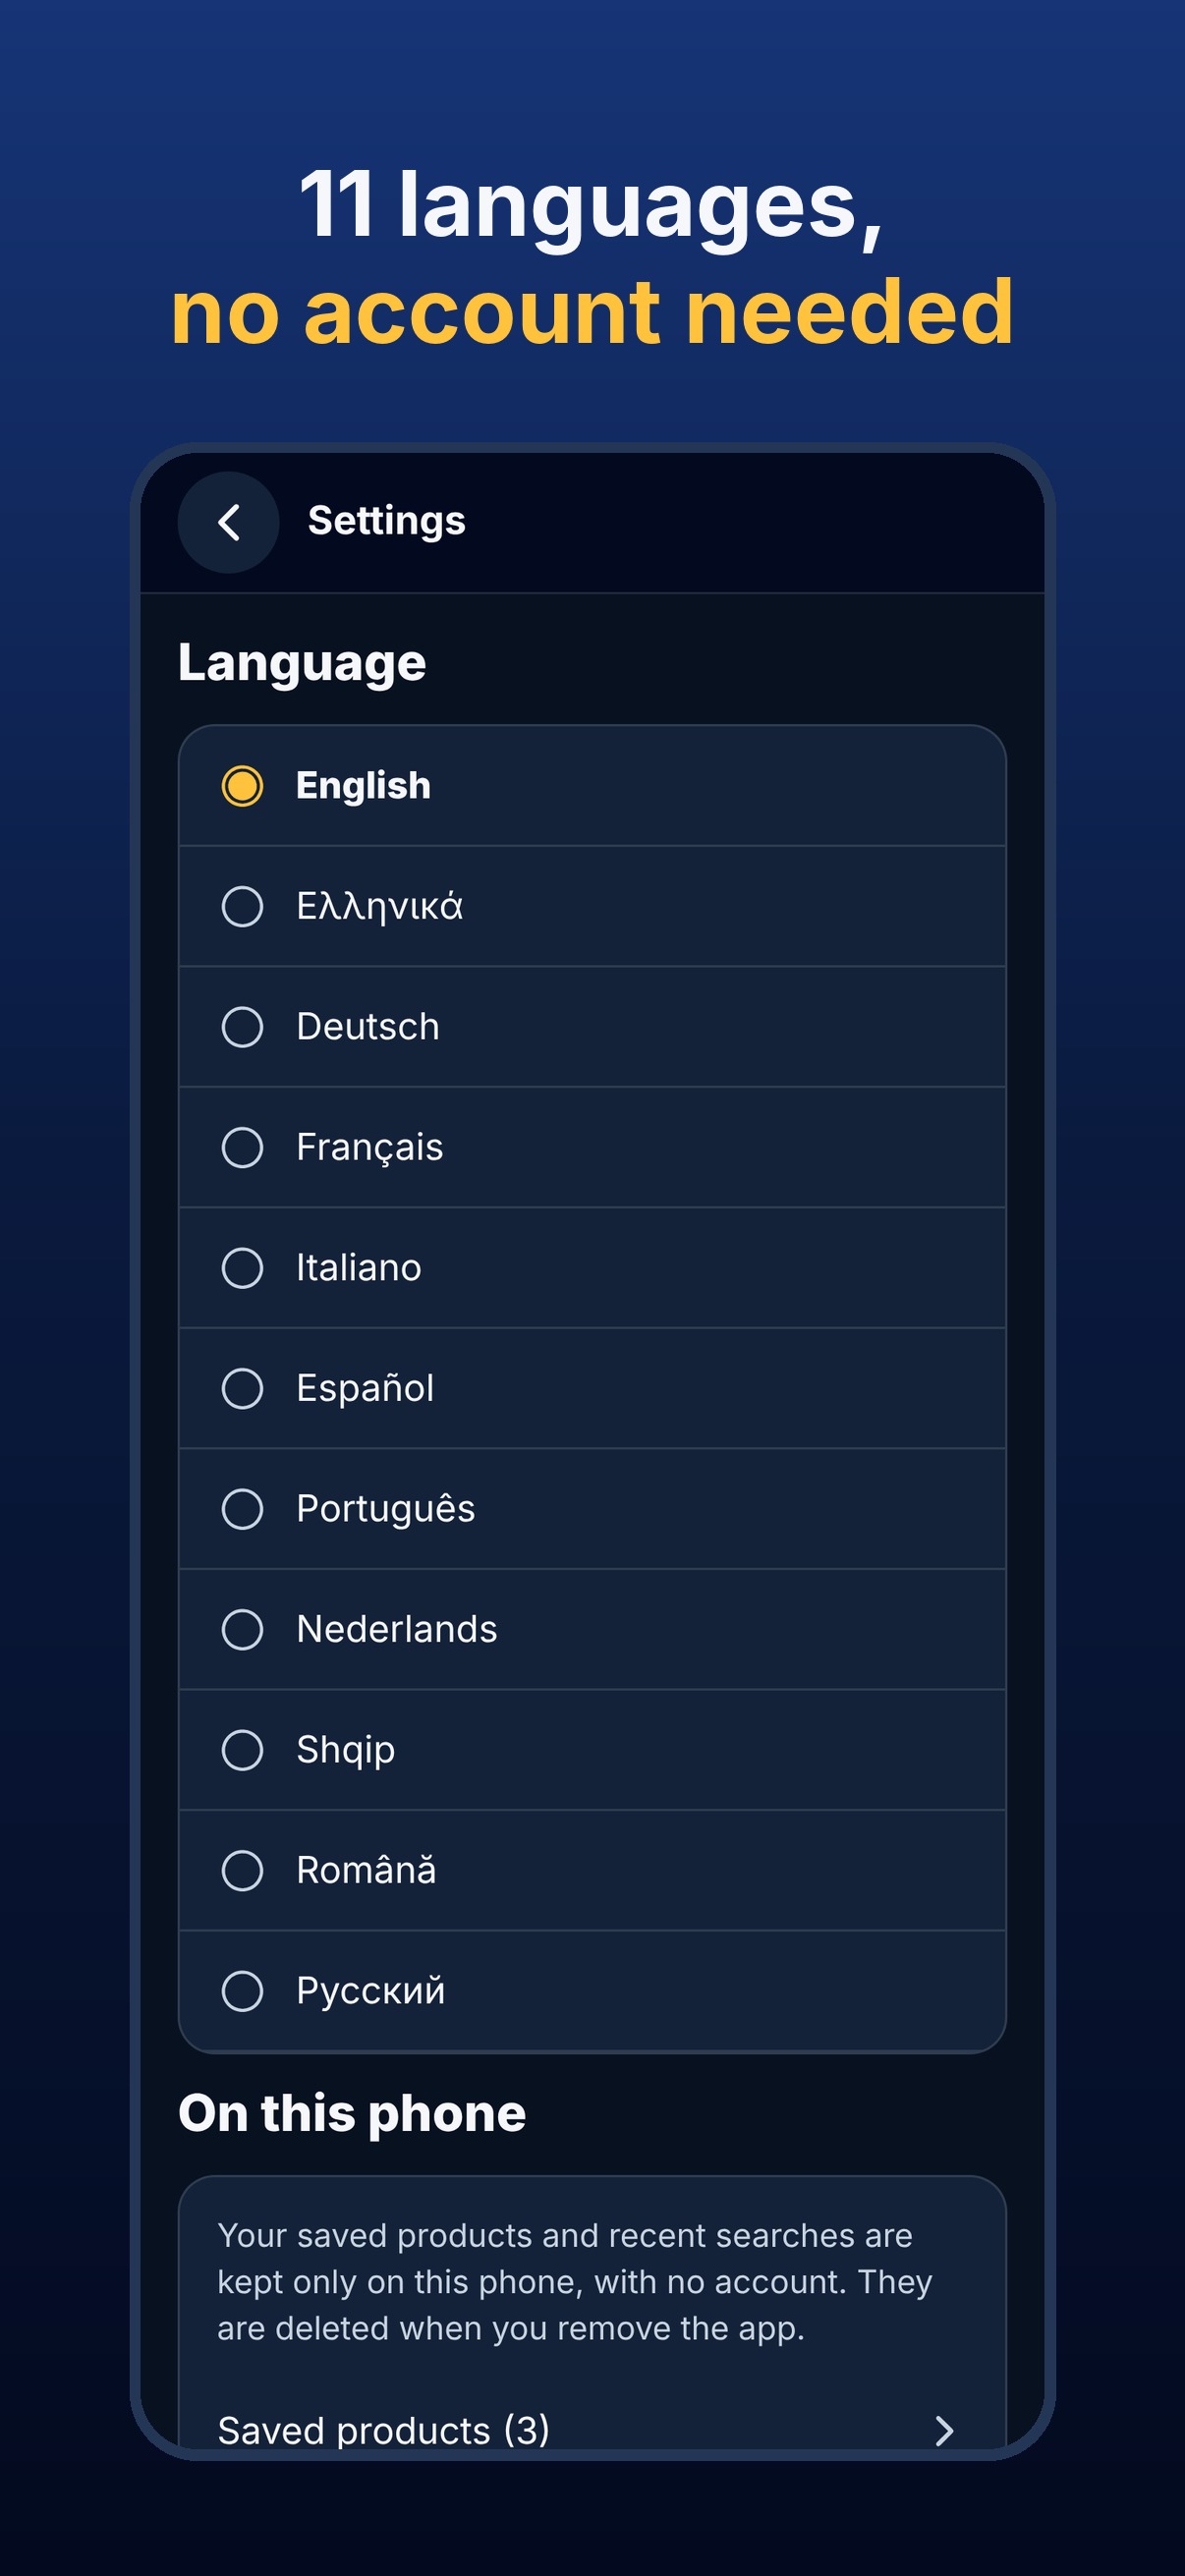 11 languages,
no account needed
Settings
Language
English
Ελληνικά
Deutsch
Français
Italiano
Español
Português
Nederlands
Shqip
Română
Русский
On this phone
Your saved products and recent searches are
kept only on this phone, with no account. They
are deleted when you remove the app.
Saved products (3)